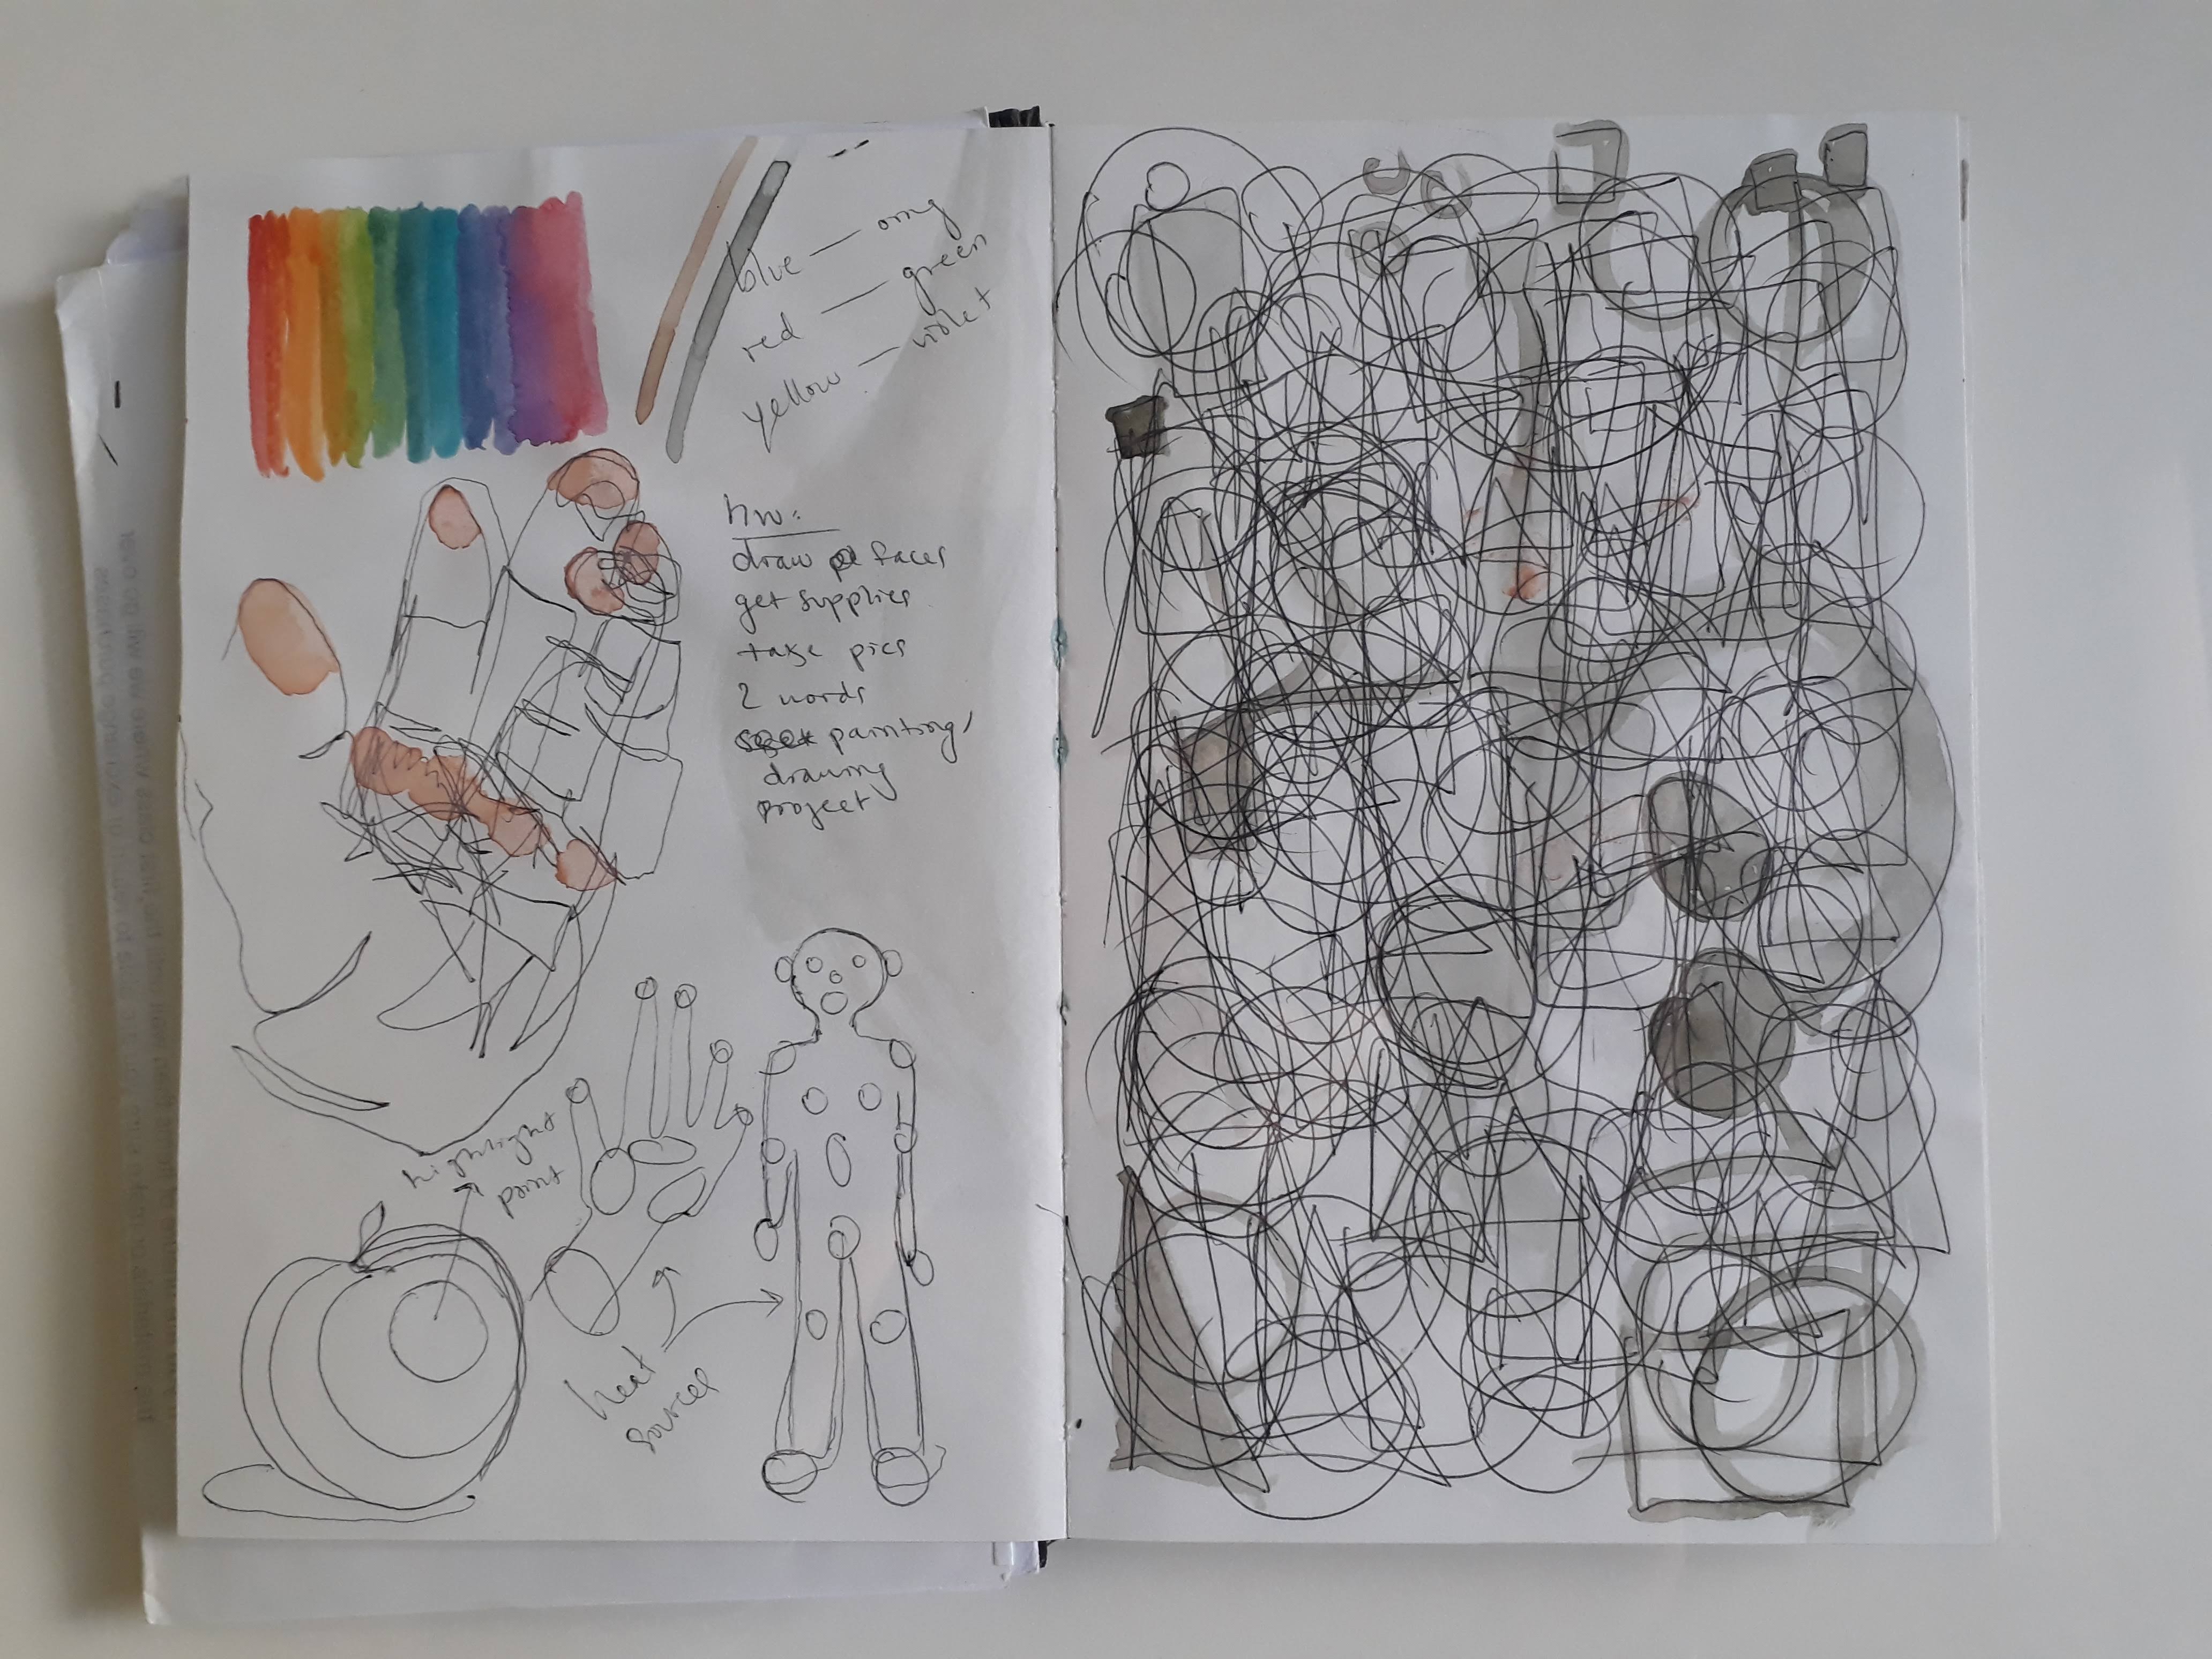 blue — orng
red — green
yellow — violet
hw:
draw faces
get supplies
take pics
2 words
painting/
drawing
project
highlight
point
heat
sources